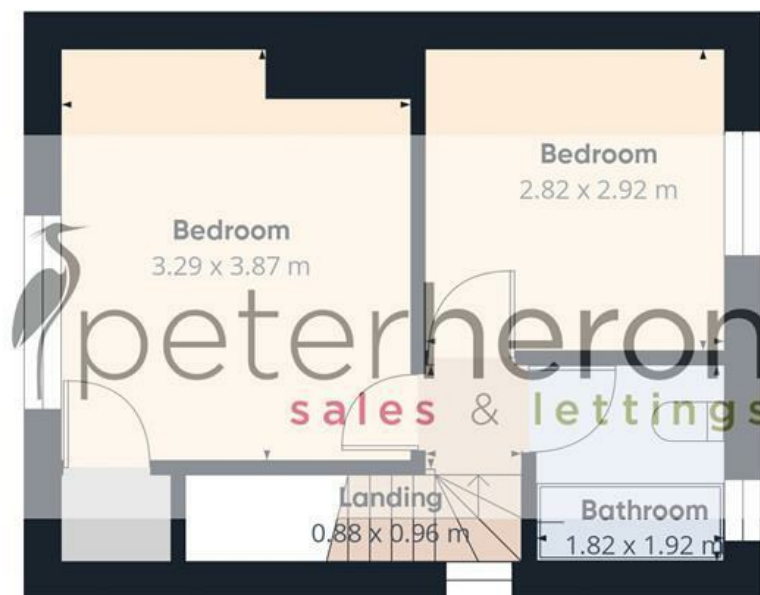 Bedroom
2.82 x 2.92 m
Bedroom
3.29 x 3.87 m
peterheron
sales & lettings
Landing
0.88 x 0.96 m
Bathroom
1.82 x 1.92 m